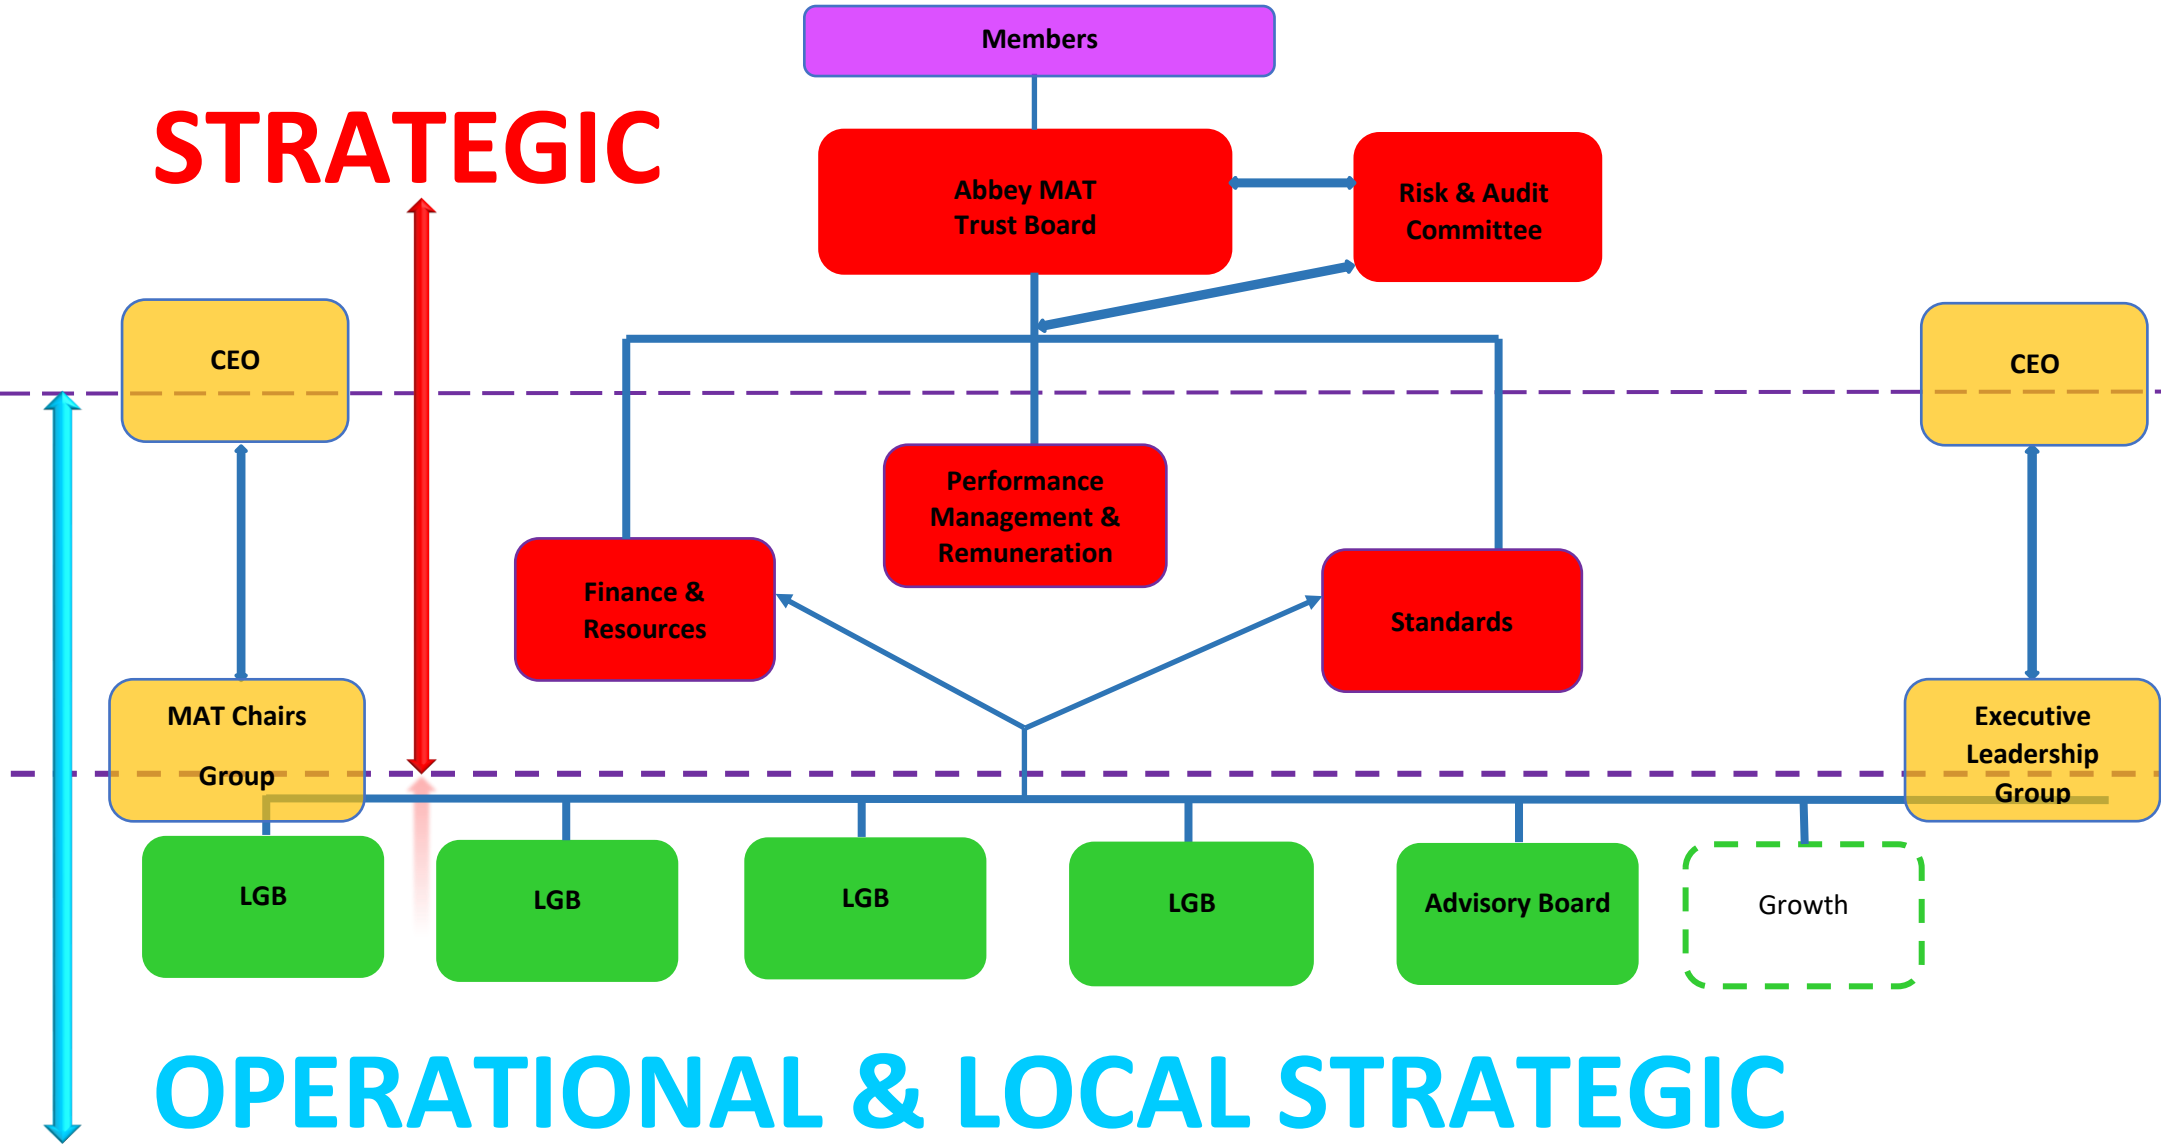 Members
STRATEGIC
Abbey MAT
Trust Board
Risk & Audit
Committee
CEO
CEO
Performance
Management &
Remuneration
Finance &
Resources
Standards
MAT Chairs
Group
Executive
Leadership
Group
LGB
LGB
LGB
LGB
Advisory Board
Growth
OPERATIONAL & LOCAL STRATEGIC